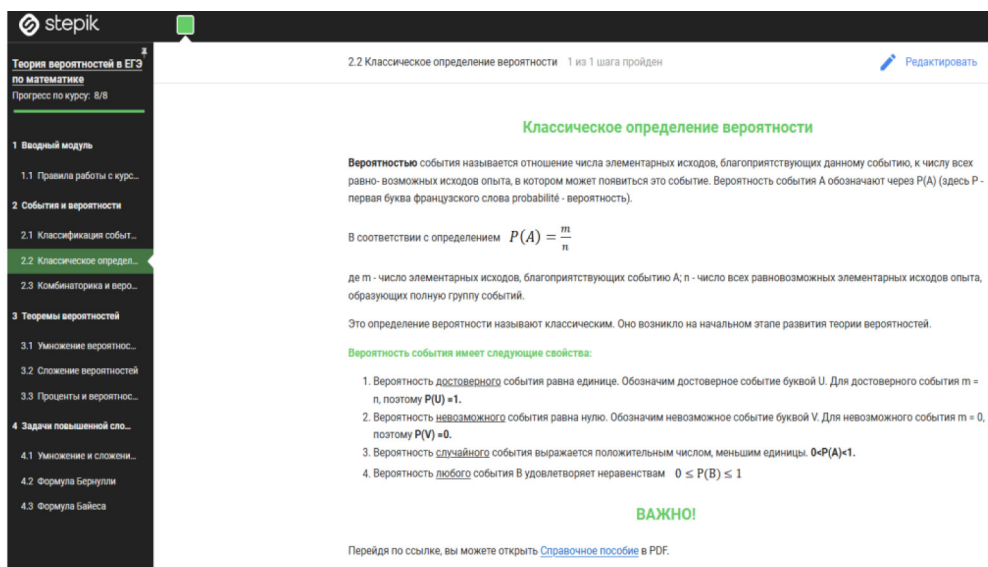 stepik
Теория вероятностей в ЕГЭ
по математике
Прогресс по курсу: 8/8
1 Вводный модуль
1.1 Правила работы с курс...
2 События и вероятности
2.1 Классификация событ...
2.2 Классическое определ...
2.3 Комбинаторика и веро...
3 Теоремы вероятностей
3.1 Умножение вероятнос...
3.2 Сложение вероятностей
3.3 Проценты и вероятнос...
4 Задачи повышенной сло...
4.1 Умножение и сложени...
4.2 Формула Бернулли
4.3 Формула Байеса
2.2 Классическое определение вероятности 1 из 1 шага пройден
Редактировать
Классическое определение вероятности
Вероятностью события называется отношение числа элементарных исходов, благоприятствующих данному событию, к числу всех
равно- возможных исходов опыта, в котором может появиться это событие. Вероятность события А обозначают через P(A) (здесь P -
первая буква французского слова probabilité - вероятность).
В соответствии с определением P(A) = m/n
де m - число элементарных исходов, благоприятствующих событию А; n - число всех равновозможных элементарных исходов опыта,
образующих полную группу событий.
Это определение вероятности называют классическим. Оно возникло на начальном этапе развития теории вероятностей.
Вероятность события имеет следующие свойства:
1. Вероятность достоверного события равна единице. Обозначим достоверное событие буквой U. Для достоверного события m =
n, поэтому P(U) =1.
2. Вероятность невозможного события равна нулю. Обозначим невозможное событие буквой V. Для невозможного события m = 0,
поэтому P(V) =0.
3. Вероятность случайного события выражается положительным числом, меньшим единицы. 0<P(A)<1.
4. Вероятность любого события В удовлетворяет неравенствам 0 ≤ P(B) ≤ 1
ВАЖНО!
Перейдя по ссылке, вы можете открыть Справочное пособие в PDF.